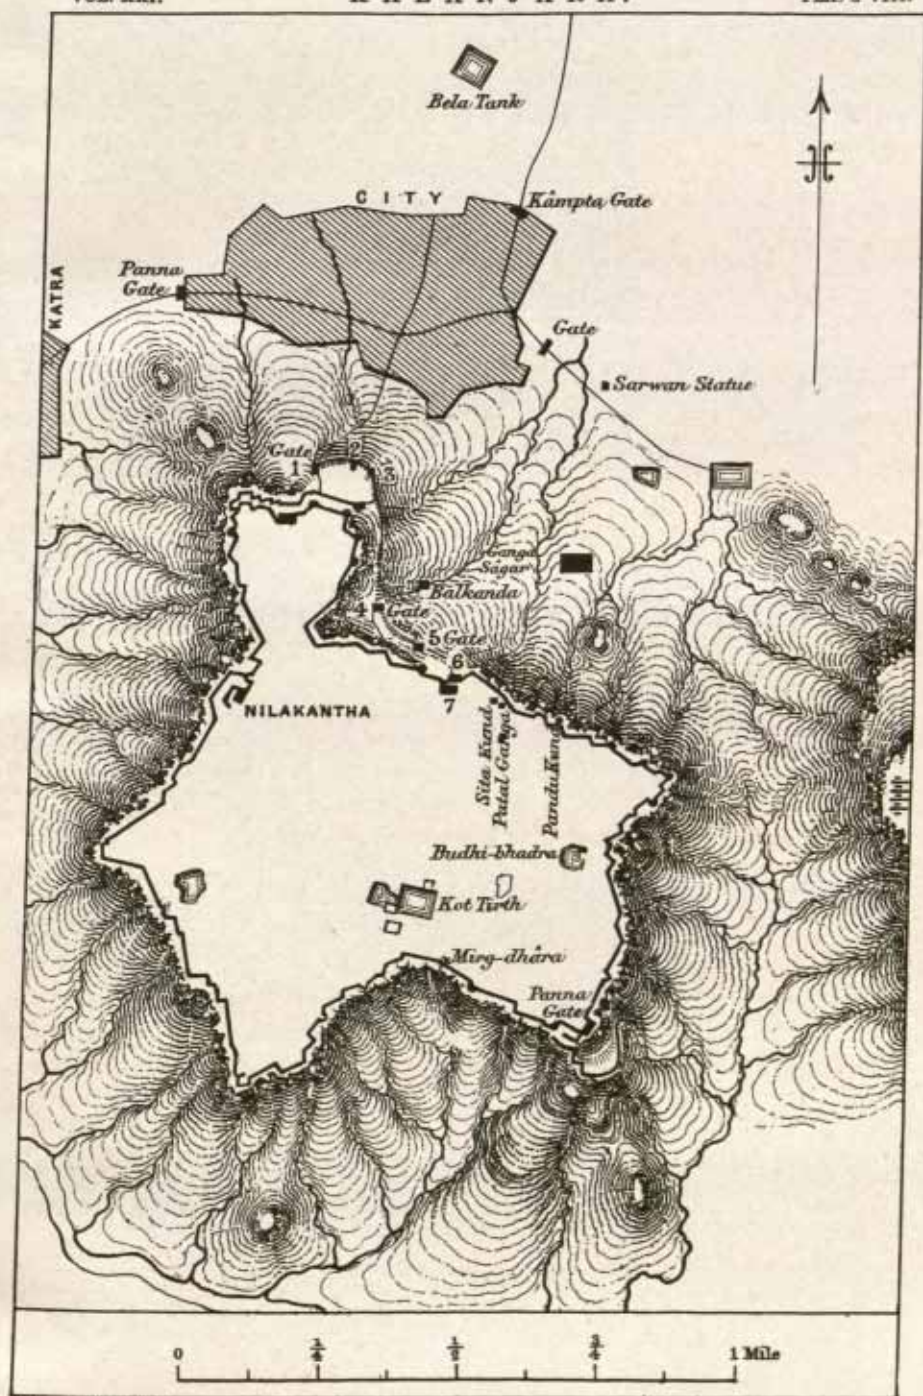 Bela Tank
CITY
Kâmpta Gate
KATRA
Panna
Gate
Gate
Sarwan Statue
Gate
1
2
3
Ganga
Sagar
Balkanda
4
Gate
5 Gate
6
7
NILAKANTHA
Sita Kund
Patal Ganga
Pandu Kund
Budhi-bhadra
Kot Tirth
Mirg-dhâra
Panna
Gate
0 1/4 1/2 3/4 1 Mile